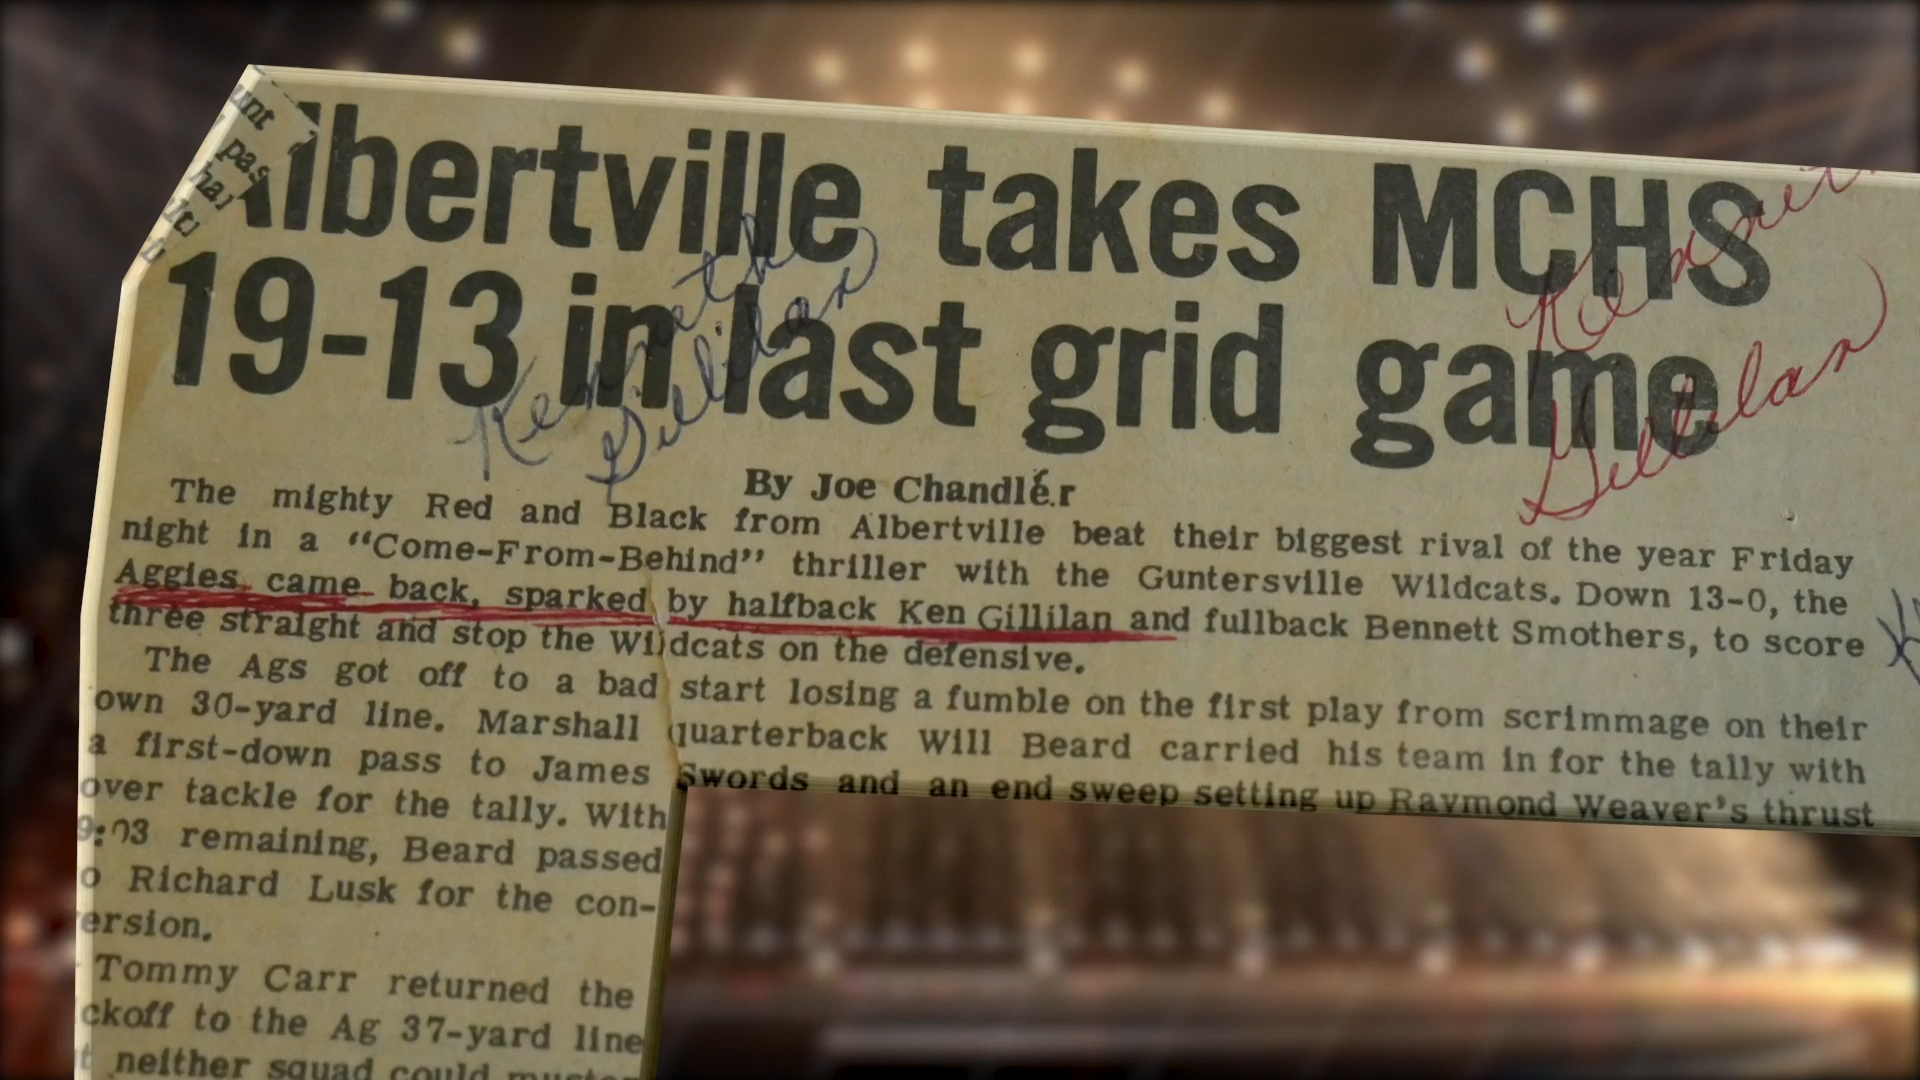 Albertville takes MCHS
19-13 in last grid game
Kenneth
Gillilan
Gillilan
By Joe Chandler
The mighty Red and Black from Albertville beat their biggest rival of the year Friday
night in a "Come-From-Behind" thriller with the Guntersville Wildcats. Down 13-0, the
Aggies came back, sparked by halfback Ken Gillilan and fullback Bennett Smothers, to score
three straight and stop the Wildcats on the defensive.
The Ags got off to a bad start losing a fumble on the first play from scrimmage on their
own 30-yard line. Marshall quarterback Will Beard carried his team in for the tally with
a first-down pass to James Swords and an end sweep setting up Raymond Weaver's thrust
over tackle for the tally. With
9:03 remaining, Beard passed
o Richard Lusk for the con-
ersion.
Tommy Carr returned the
ckoff to the Ag 37-yard line
neither squad could muster